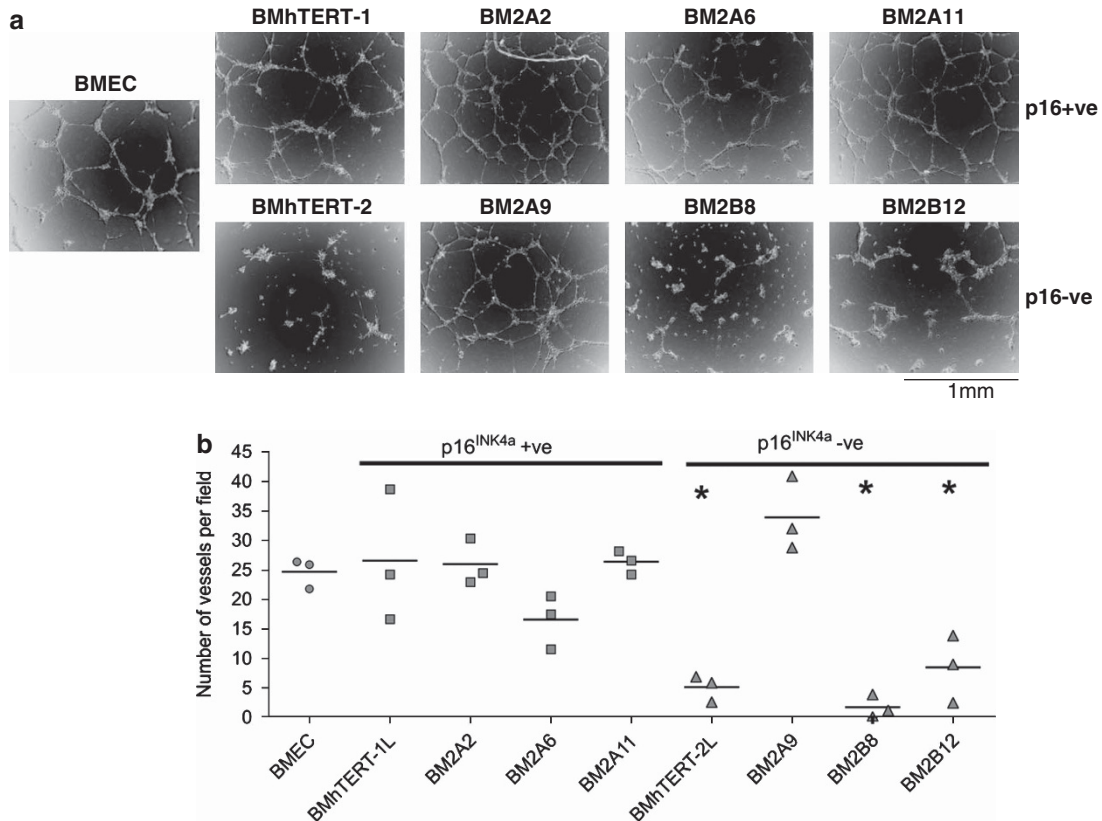 a
BMEC
BMhTERT-1 BM2A2 BM2A6 BM2A11
p16+ve
BMhTERT-2 BM2A9 BM2B8 BM2B12
p16-ve
1mm
b
p16INK4a +ve
p16INK4a -ve
Number of vessels per field
45
40
35
30
25
20
15
10
5
0
* * *
BMEC
BMhTERT-1L
BM2A2
BM2A6
BM2A11
BMhTERT-2L
BM2A9
BM2B8
BM2B12